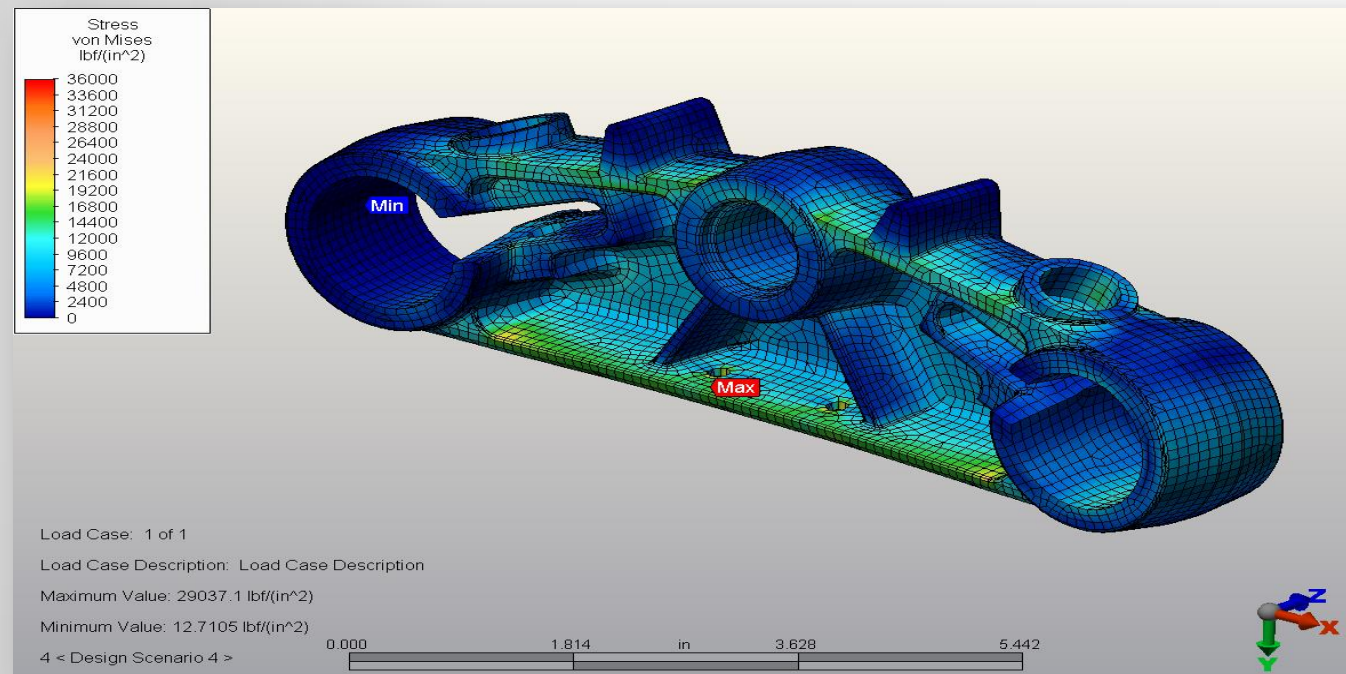 Stress
von Mises
lbf/(in^2)
36000
33600
31200
28800
26400
24000
21600
19200
16800
14400
12000
9600
7200
4800
2400
0
Min
Max
Load Case: 1 of 1
Load Case Description: Load Case Description
Maximum Value: 29037.1 lbf/(in^2)
Minimum Value: 12.7105 lbf/(in^2)
4 < Design Scenario 4 >
0.000 1.814 in 3.628 5.442
Z
X
Y